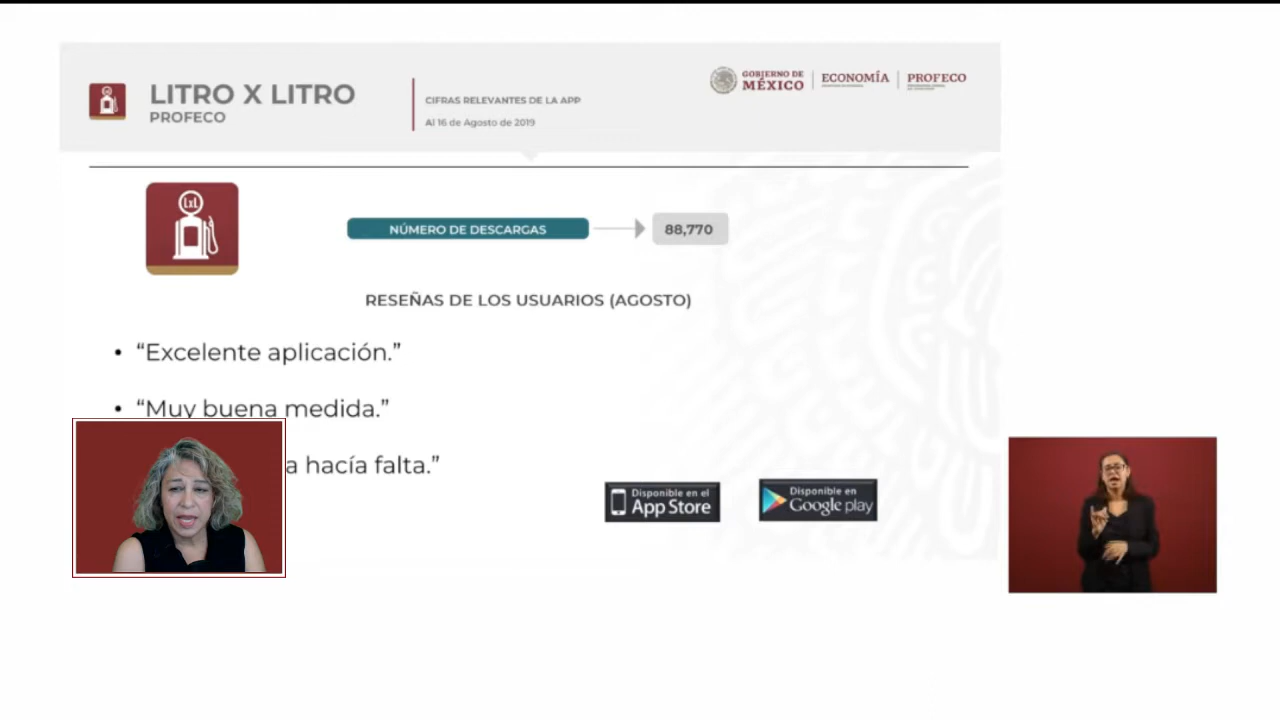 LITRO X LITRO
PROFECO
CIFRAS RELEVANTES DE LA APP
Al 16 de Agosto de 2019
GOBIERNO DE
MÉXICO
ECONOMÍA
PROFECO
LxL
NÚMERO DE DESCARGAS
88,770
RESEÑAS DE LOS USUARIOS (AGOSTO)
• “Excelente aplicación.”
• “Muy buena medida.”
a hacía falta.”
Disponible en el
App Store
Disponible en
Google play